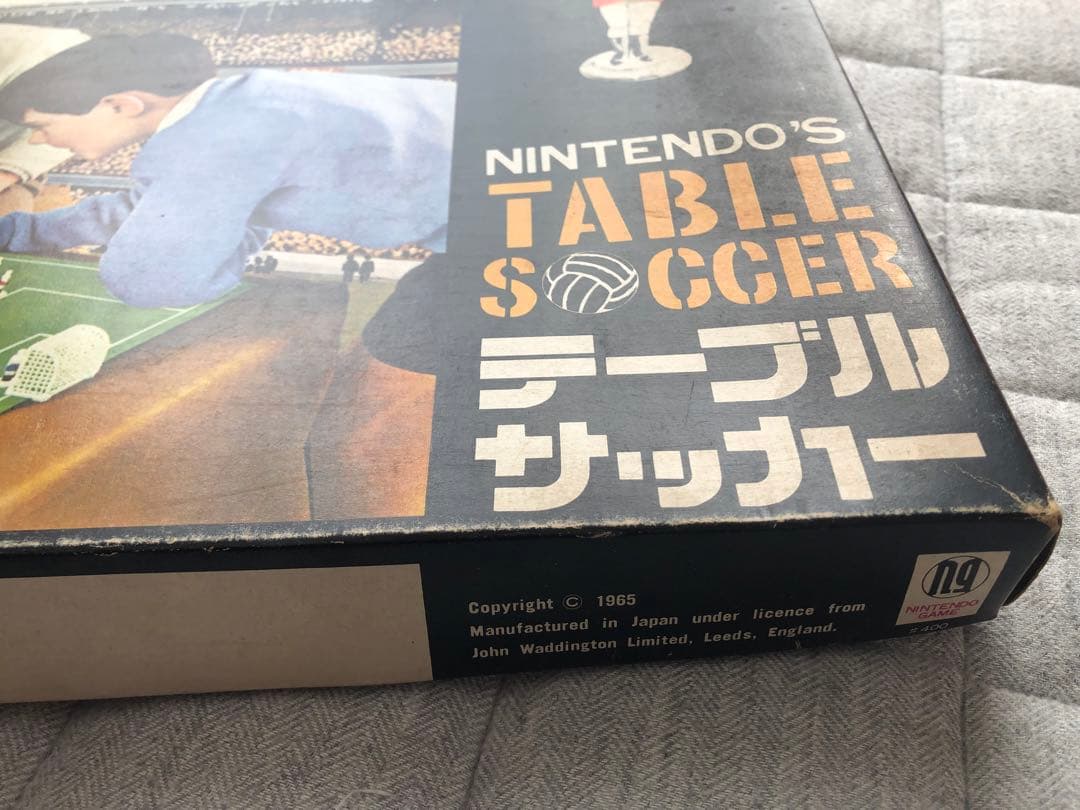 NINTENDO'S
TABLE
SOCCER
テーブル
サッカー
Copyright © 1965
Manufactured in Japan under licence from
John Waddington Limited, Leeds, England.
ng
NINTENDO
GAME